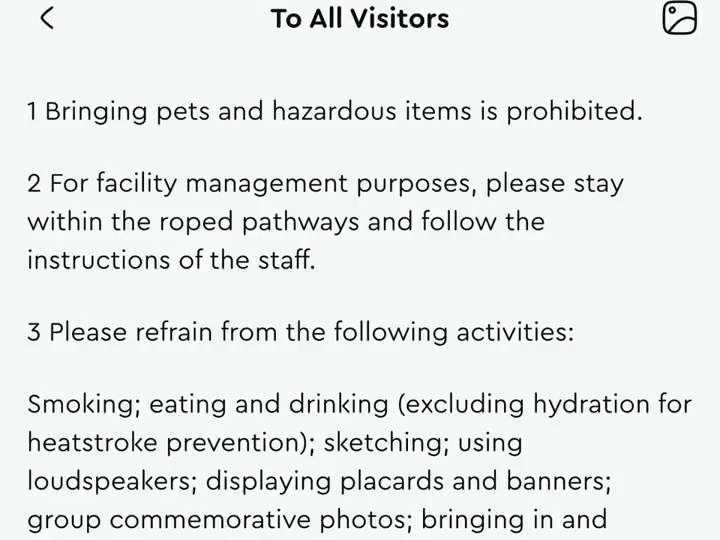 To All Visitors
1 Bringing pets and hazardous items is prohibited.
2 For facility management purposes, please stay
within the roped pathways and follow the
instructions of the staff.
3 Please refrain from the following activities:
Smoking; eating and drinking (excluding hydration for
heatstroke prevention); sketching; using
loudspeakers; displaying placards and banners;
group commemorative photos; bringing in and